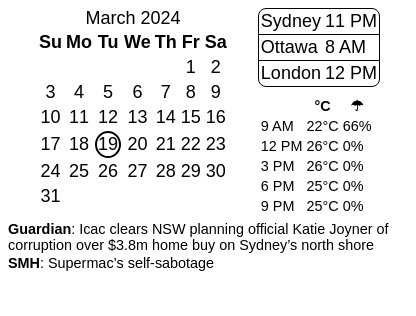 March 2024
Su Mo Tu We Th Fr Sa
1 2
3 4 5 6 7 8 9
10 11 12 13 14 15 16
17 18 19 20 21 22 23
24 25 26 27 28 29 30
31
Sydney 11 PM
Ottawa 8 AM
London 12 PM
°C ☂
9 AM 22°C 66%
12 PM 26°C 0%
3 PM 26°C 0%
6 PM 25°C 0%
9 PM 25°C 0%
Guardian: Icac clears NSW planning official Katie Joyner of
corruption over $3.8m home buy on Sydney’s north shore
SMH: Supermac’s self-sabotage